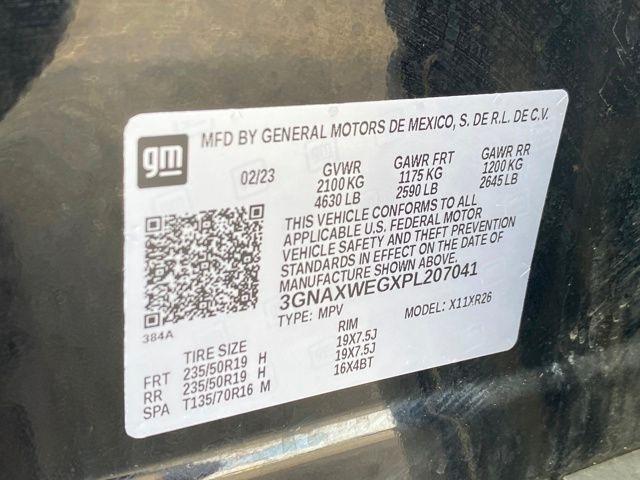 gm
MFD BY GENERAL MOTORS DE MEXICO, S. DE R.L. DE C.V.
02/23 GVWR GAWR FRT GAWR RR
2100 KG 1175 KG 1200 KG
4630 LB 2590 LB 2645 LB
THIS VEHICLE CONFORMS TO ALL
APPLICABLE U.S. FEDERAL MOTOR
VEHICLE SAFETY AND THEFT PREVENTION
STANDARDS IN EFFECT ON THE DATE OF
MANUFACTURE SHOWN ABOVE.
3GNAXWEGXPL207041
TYPE: MPV MODEL: X11XR26
384A
TIRE SIZE RIM
FRT 235/50R19 H 19X7.5J
RR 235/50R19 H 19X7.5J
SPA T135/70R16 M 16X4BT